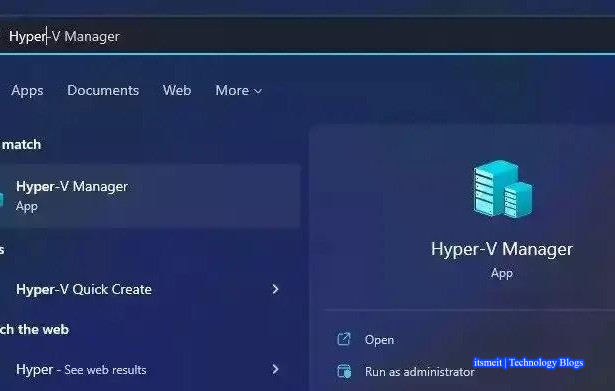 Hyper-V Manager
Apps Documents Web More
match
Hyper-V Manager
App
s
Hyper-V Quick Create
ch the web
Hyper - See web results
Hyper-V Manager
App
Open
Run as administrator
itsmeit | Technology Blogs